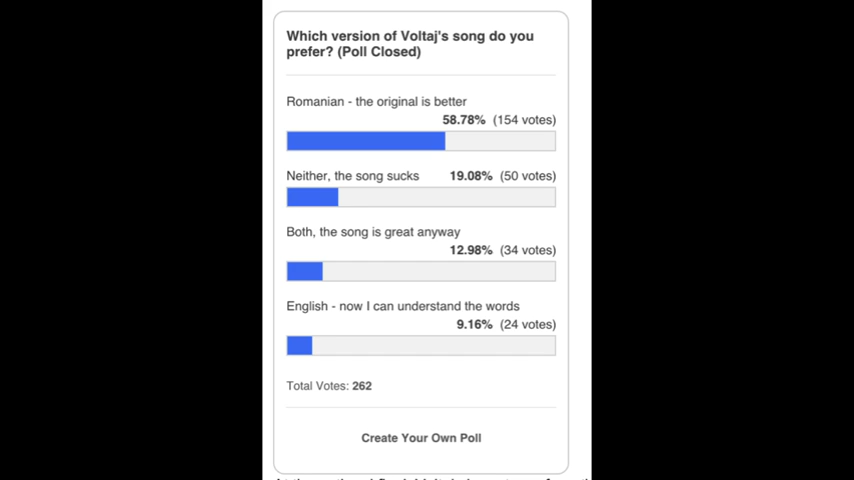 Which version of Voltaj's song do you
prefer? (Poll Closed)
Romanian - the original is better
58.78% (154 votes)
Neither, the song sucks 19.08% (50 votes)
Both, the song is great anyway
12.98% (34 votes)
English - now I can understand the words
9.16% (24 votes)
Total Votes: 262
Create Your Own Poll